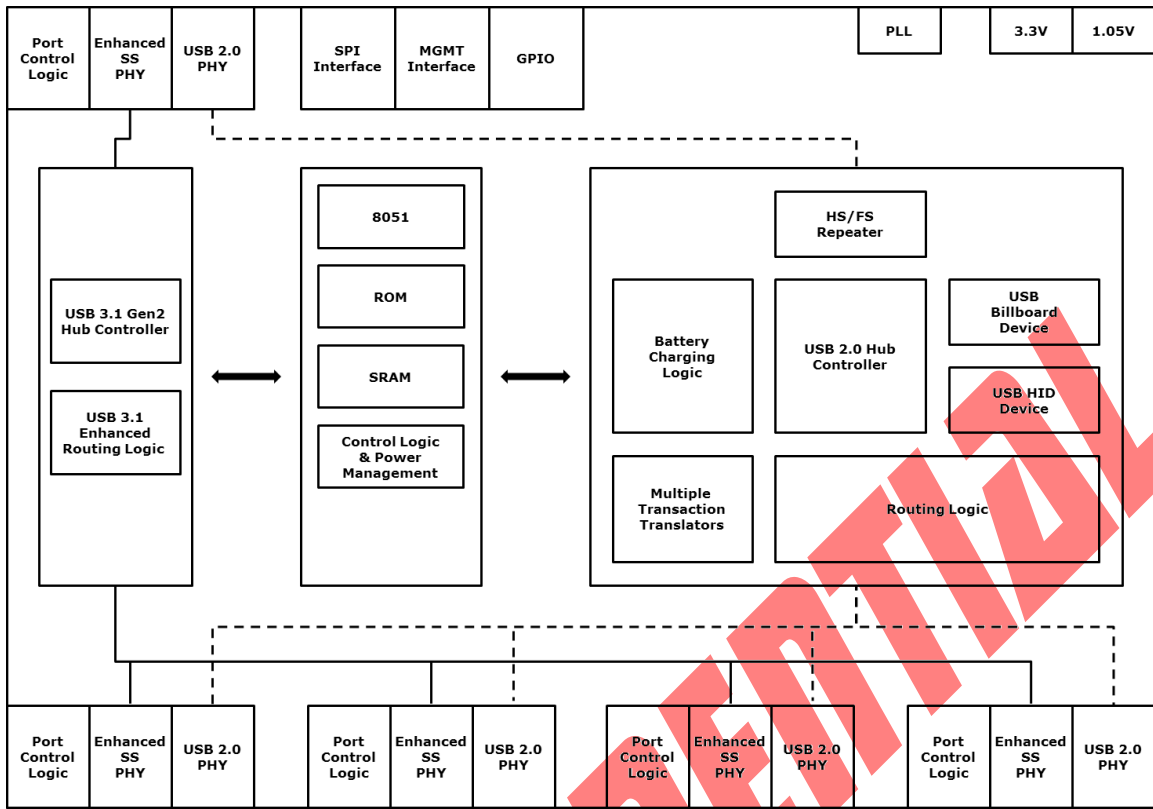 Port
Control
Logic
Enhanced
SS
PHY
USB 2.0
PHY
SPI
Interface
MGMT
Interface
GPIO
PLL
3.3V
1.05V
USB 3.1 Gen2
Hub Controller
USB 3.1
Enhanced
Routing Logic
8051
ROM
SRAM
Control Logic
& Power
Management
HS/FS
Repeater
Battery
Charging
Logic
USB 2.0 Hub
Controller
USB
Billboard
Device
USB HID
Device
Multiple
Transaction
Translators
Routing Logic
Port
Control
Logic
Enhanced
SS
PHY
USB 2.0
PHY
Port
Control
Logic
Enhanced
SS
PHY
USB 2.0
PHY
Port
Control
Logic
Enhanced
SS
PHY
USB 2.0
PHY
Port
Control
Logic
Enhanced
SS
PHY
USB 2.0
PHY